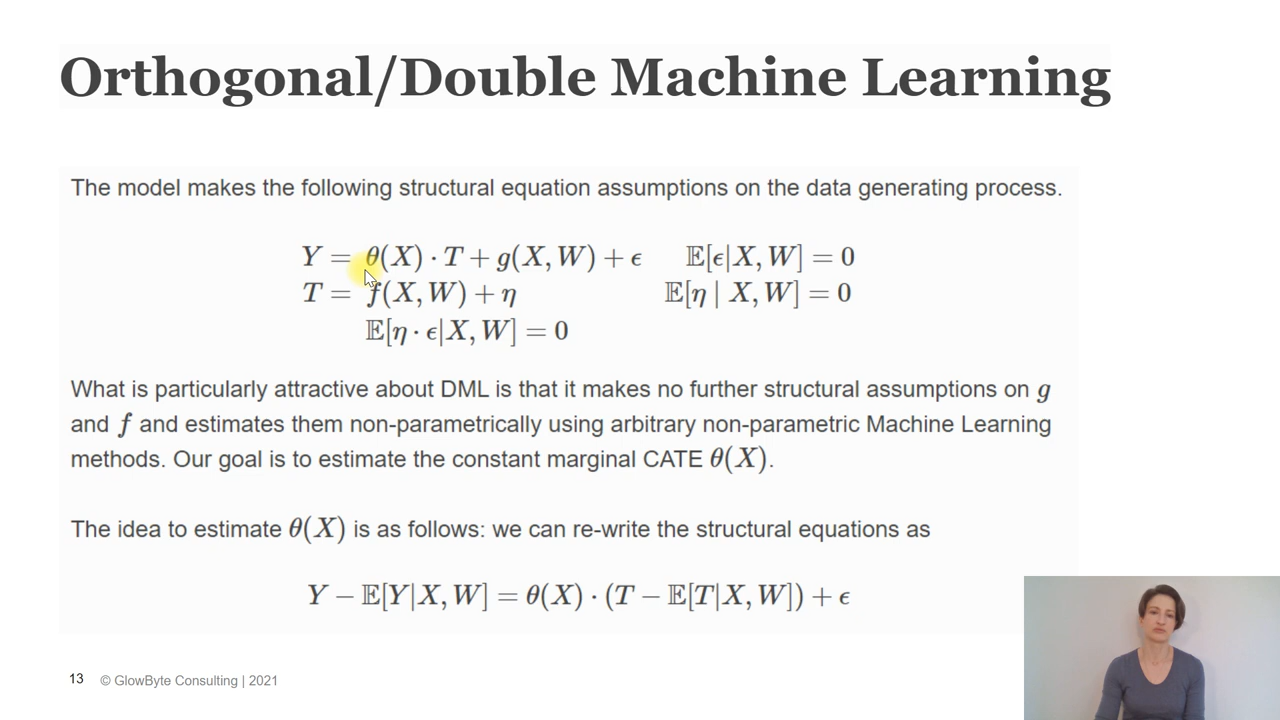 Orthogonal/Double Machine Learning
The model makes the following structural equation assumptions on the data generating process.
Y = θ(X) · T + g(X, W) + ϵ 𝔼[ϵ|X, W] = 0
T = f(X, W) + η 𝔼[η | X, W] = 0
𝔼[η · ϵ|X, W] = 0
What is particularly attractive about DML is that it makes no further structural assumptions on g
and f and estimates them non-parametrically using arbitrary non-parametric Machine Learning
methods. Our goal is to estimate the constant marginal CATE θ(X).
The idea to estimate θ(X) is as follows: we can re-write the structural equations as
Y − 𝔼[Y|X, W] = θ(X) · (T − 𝔼[T|X, W]) + ϵ
13 © GlowByte Consulting | 2021